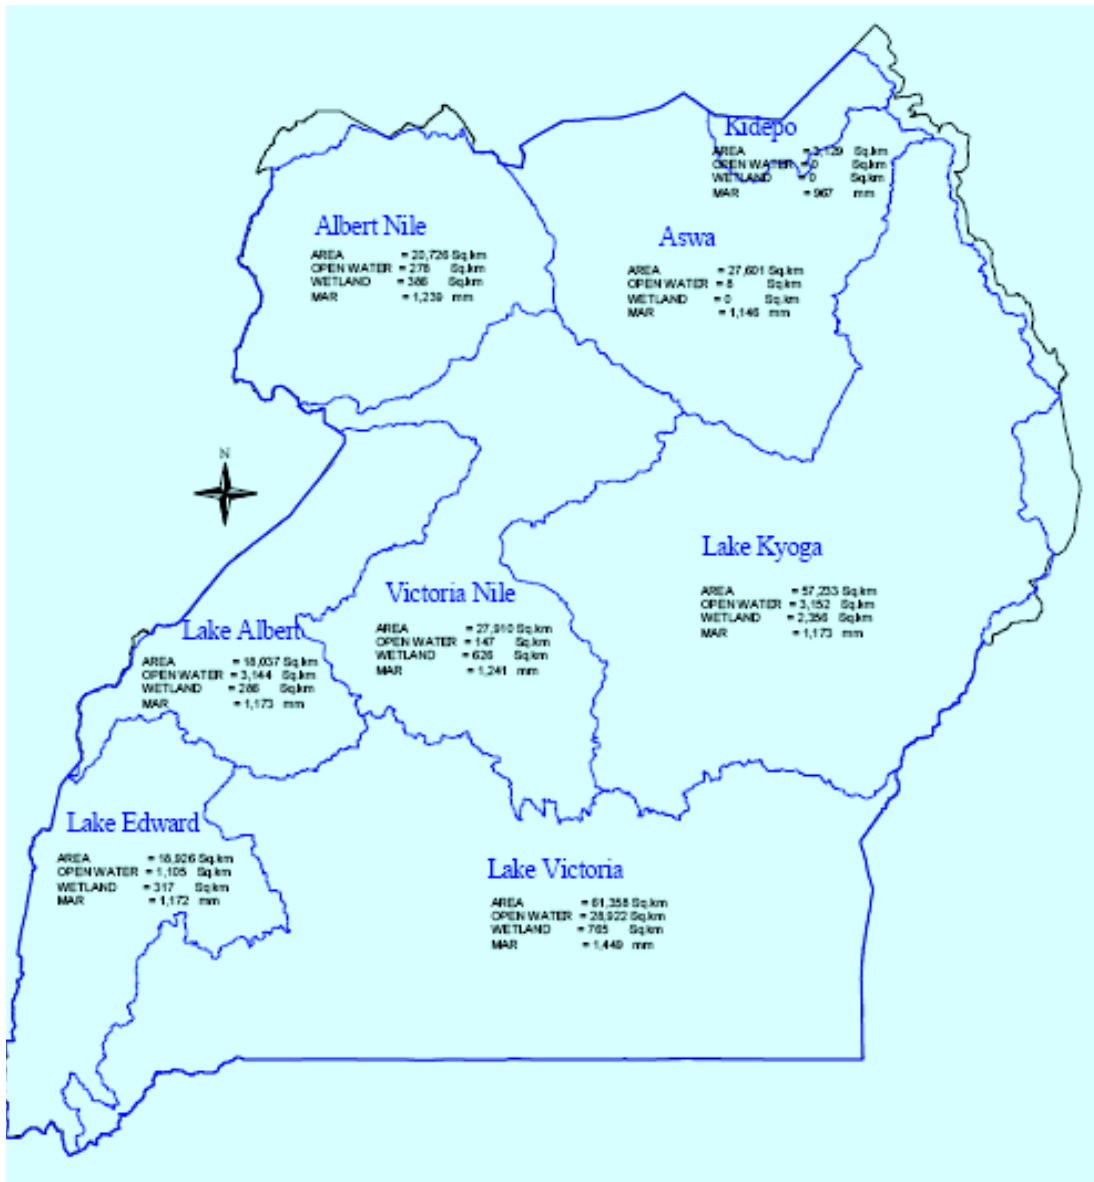 Kidepo
AREA = 3,129 Sq.km
OPEN WATER = 0 Sq.km
WETLAND = 0 Sq.km
MAR = 967 mm
Albert Nile
AREA = 20,726 Sq.km
OPEN WATER = 278 Sq.km
WETLAND = 386 Sq.km
MAR = 1,239 mm
Aswa
AREA = 27,601 Sq.km
OPEN WATER = 8 Sq.km
WETLAND = 0 Sq.km
MAR = 1,146 mm
N
Lake Kyoga
AREA = 57,233 Sq.km
OPEN WATER = 3,152 Sq.km
WETLAND = 2,356 Sq.km
MAR = 1,173 mm
Victoria Nile
AREA = 27,910 Sq.km
OPEN WATER = 147 Sq.km
WETLAND = 626 Sq.km
MAR = 1,241 mm
Lake Albert
AREA = 18,037 Sq.km
OPEN WATER = 3,144 Sq.km
WETLAND = 286 Sq.km
MAR = 1,173 mm
Lake Edward
AREA = 18,926 Sq.km
OPEN WATER = 1,105 Sq.km
WETLAND = 317 Sq.km
MAR = 1,172 mm
Lake Victoria
AREA = 61,358 Sq.km
OPEN WATER = 28,922 Sq.km
WETLAND = 765 Sq.km
MAR = 1,449 mm